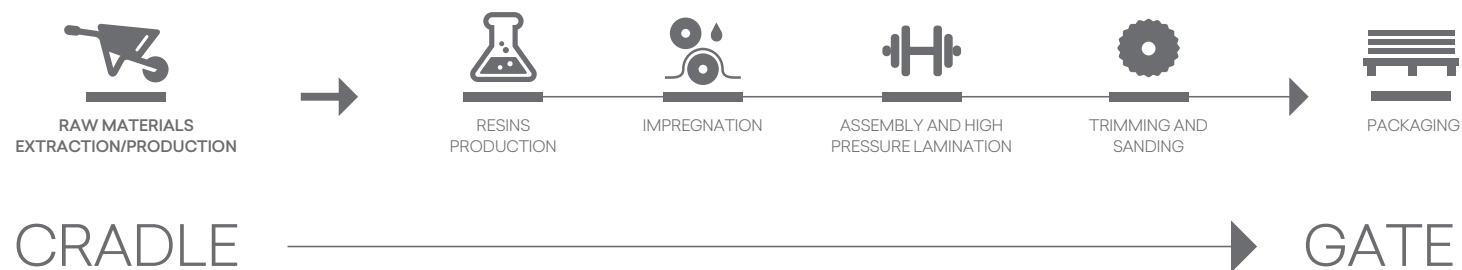 RAW MATERIALS
EXTRACTION/PRODUCTION
RESINS
PRODUCTION
IMPREGNATION
ASSEMBLY AND HIGH
PRESSURE LAMINATION
TRIMMING AND
SANDING
PACKAGING
CRADLE
GATE